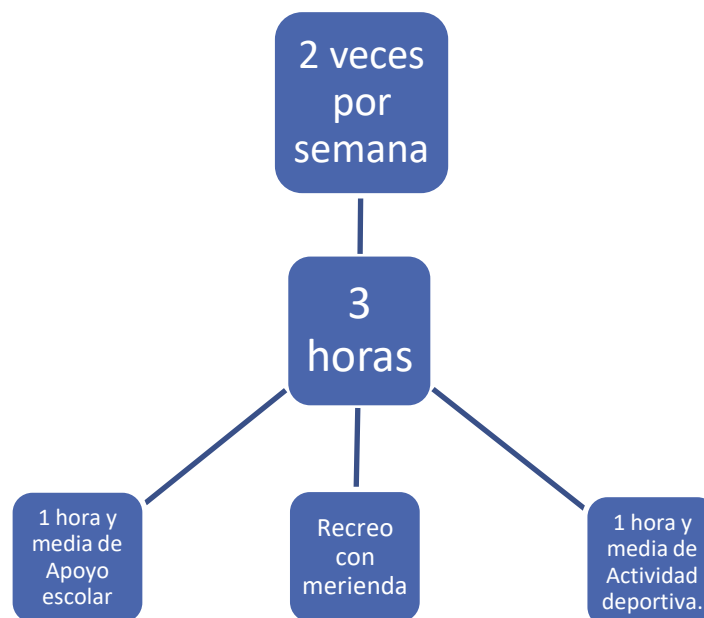 2 veces
por
semana
3
horas
1 hora y
media de
Apoyo
escolar
Recreo
con
merienda
1 hora y
media de
Actividad
deportiva.